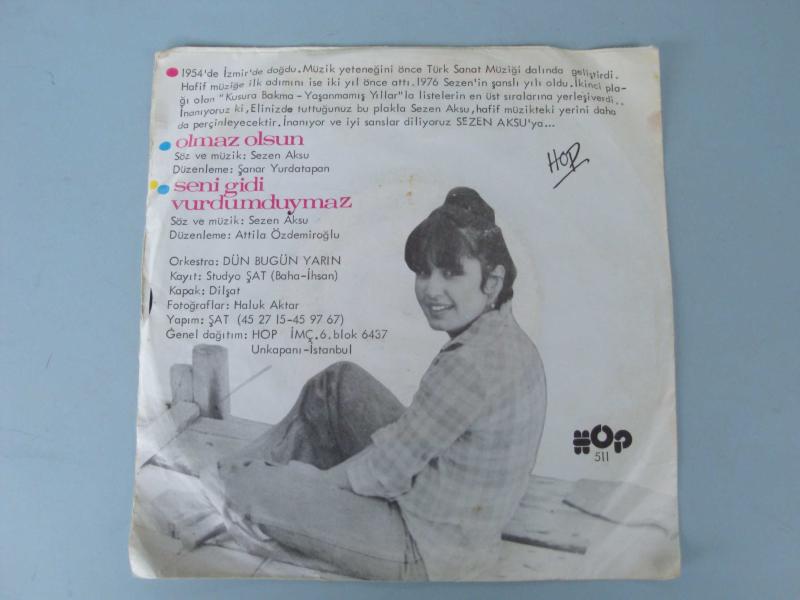 1954'de İzmir'de doğdu.Müzik yeteneğini önce Türk Sanat Müziği dalında geliştirdi.
Hafif müziğe ilk adımını ise iki yıl önce attı.1976 Sezen'in şanslı yılı oldu.İkinci pla-
ğı olan "Kusura Bakma-Yaşanmamış Yıllar"la listelerin en üst sıralarına yerleşiverdi..
İnanıyoruz ki,Elinizde tuttuğunuz bu plakla Sezen Aksu,hafif müzikteki yerini daha
da perçinleyecektir.İnanıyor ve iyi sanslar diliyoruz SEZEN AKSU'ya...
olmaz olsun
Söz ve müzik: Sezen Aksu
Düzenleme: Şanar Yurdatapan
HOP
seni gidi
vurdumduymaz
Söz ve müzik: Sezen Aksu
Düzenleme: Attila Özdemiroğlu
Orkestra: DÜN BUGÜN YARIN
Kayıt: Studyo ŞAT (Baha-İhsan)
Kapak: Dilşat
Fotoğraflar: Haluk Aktar
Yapım: ŞAT (45 27 15-45 97 67)
Genel dağıtım: HOP İMÇ.6.blok 6437
Unkapanı-İstanbul
HOP
511